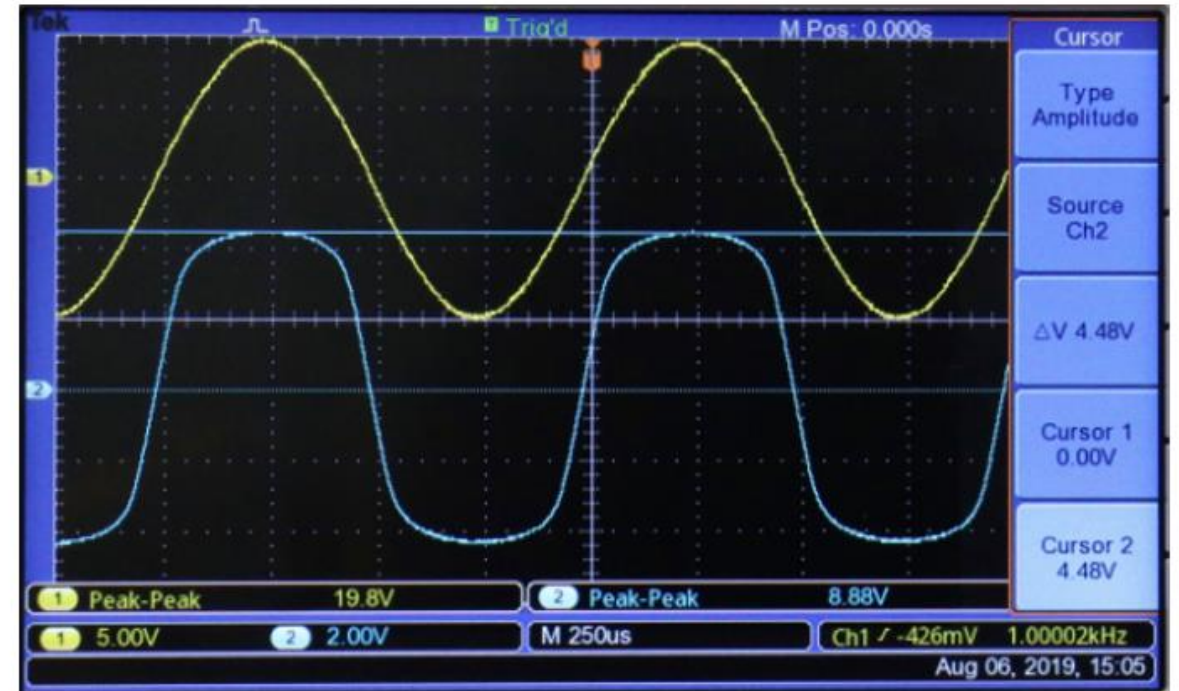 Tek
Trig'd
M Pos: 0.000s
Cursor
Type
Amplitude
Source
Ch2
△V 4.48V
Cursor 1
0.00V
Cursor 2
4.48V
1
2
1 Peak-Peak 19.8V
2 Peak-Peak 8.88V
1 5.00V 2 2.00V M 250us Ch1 / -426mV 1.00002kHz
Aug 06, 2019, 15:05